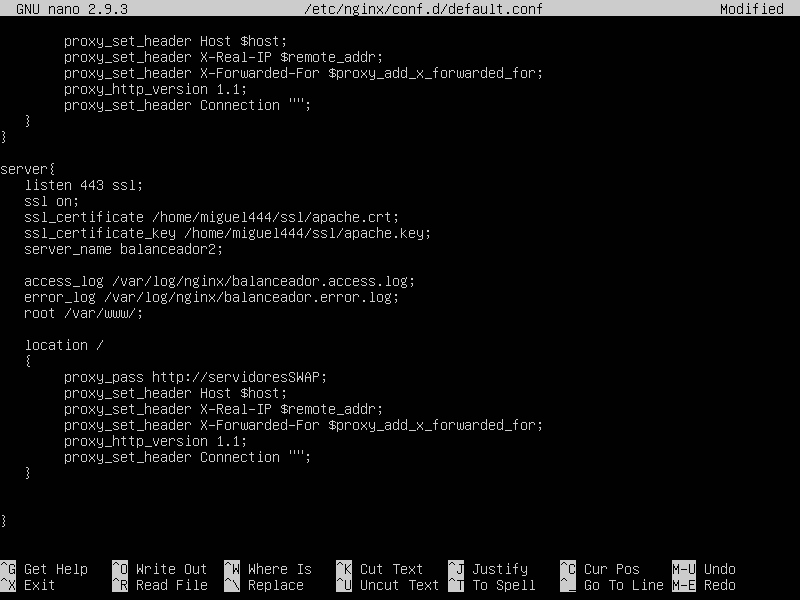 GNU nano 2.9.3 /etc/nginx/conf.d/default.conf Modified
proxy_set_header Host $host;
proxy_set_header X-Real-IP $remote_addr;
proxy_set_header X-Forwarded-For $proxy_add_x_forwarded_for;
proxy_http_version 1.1;
proxy_set_header Connection "";
}
}
server{
listen 443 ssl;
ssl on;
ssl_certificate /home/miguel444/ssl/apache.crt;
ssl_certificate_key /home/miguel444/ssl/apache.key;
server_name balanceador2;
access_log /var/log/nginx/balanceador.access.log;
error_log /var/log/nginx/balanceador.error.log;
root /var/www/;
location /
{
proxy_pass http://servidoresSWAP;
proxy_set_header Host $host;
proxy_set_header X-Real-IP $remote_addr;
proxy_set_header X-Forwarded-For $proxy_add_x_forwarded_for;
proxy_http_version 1.1;
proxy_set_header Connection "";
}
}
^G Get Help ^O Write Out ^W Where Is ^K Cut Text ^J Justify ^C Cur Pos M-U Undo
^X Exit ^R Read File ^\ Replace ^U Uncut Text ^T To Spell ^_ Go To Line M-E Redo